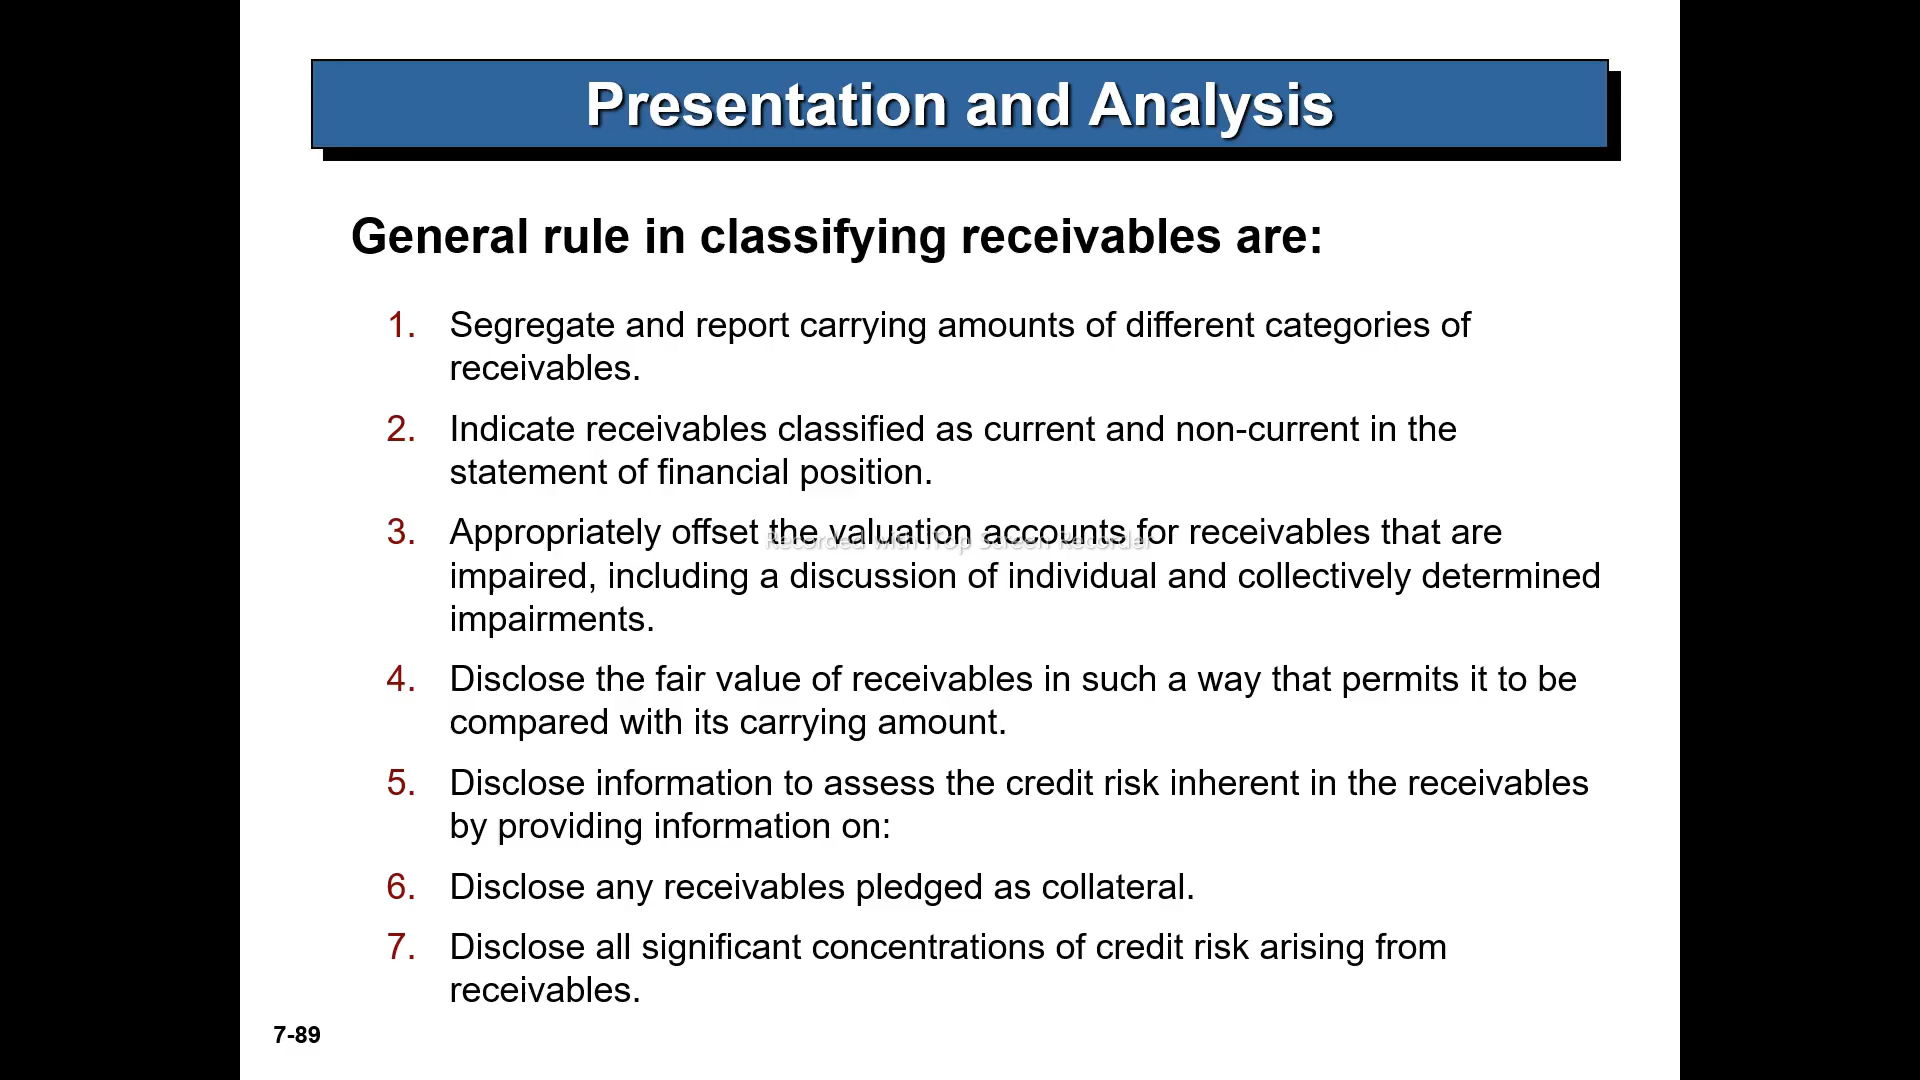 Presentation and Analysis
General rule in classifying receivables are:
1. Segregate and report carrying amounts of different categories of
receivables.
2. Indicate receivables classified as current and non-current in the
statement of financial position.
3. Appropriately offset the valuation accounts for receivables that are
Recorded with iTop Screen Recorder
impaired, including a discussion of individual and collectively determined
impairments.
4. Disclose the fair value of receivables in such a way that permits it to be
compared with its carrying amount.
5. Disclose information to assess the credit risk inherent in the receivables
by providing information on:
6. Disclose any receivables pledged as collateral.
7. Disclose all significant concentrations of credit risk arising from
receivables.
7-89